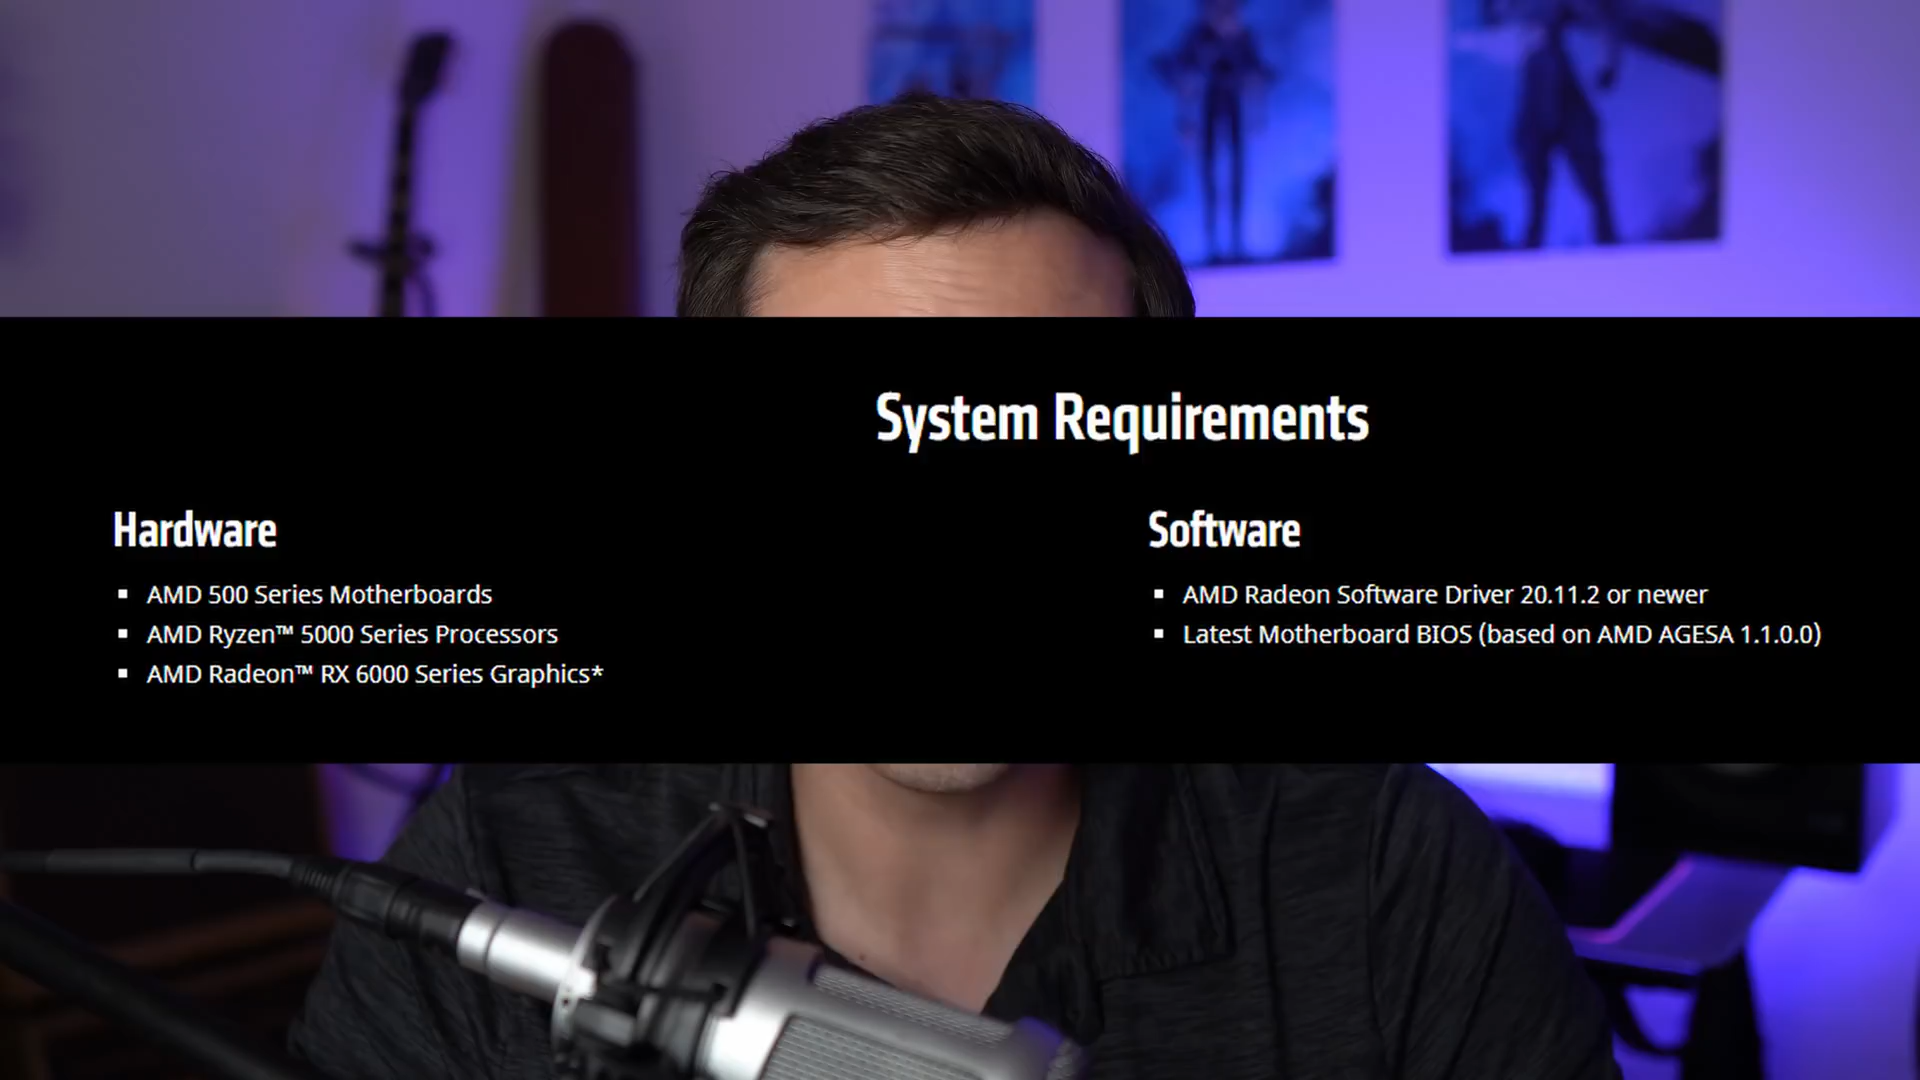 System Requirements
Hardware
AMD 500 Series Motherboards
AMD Ryzen™ 5000 Series Processors
AMD Radeon™ RX 6000 Series Graphics*
Software
AMD Radeon Software Driver 20.11.2 or newer
Latest Motherboard BIOS (based on AMD AGESA 1.1.0.0)